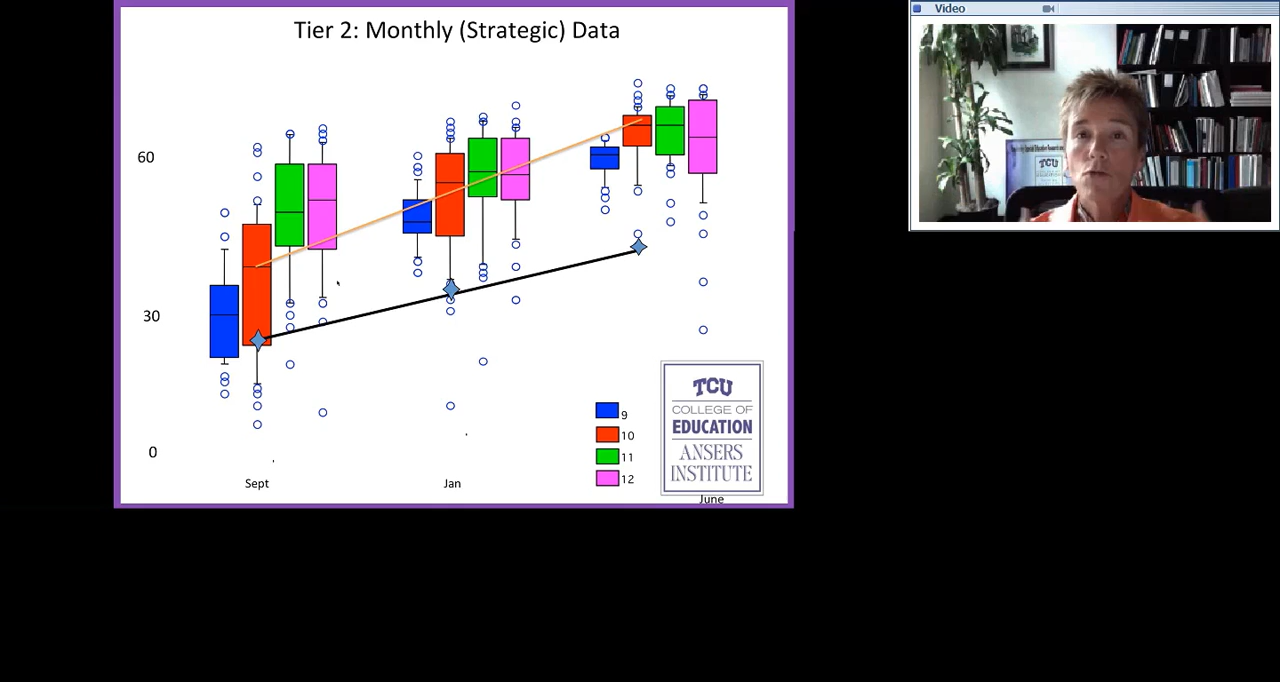 Tier 2: Monthly (Strategic) Data
60
30
0
Sept
Jan
June
9
10
11
12
TCU
COLLEGE OF
EDUCATION
ANSERS
INSTITUTE
Video
TCU